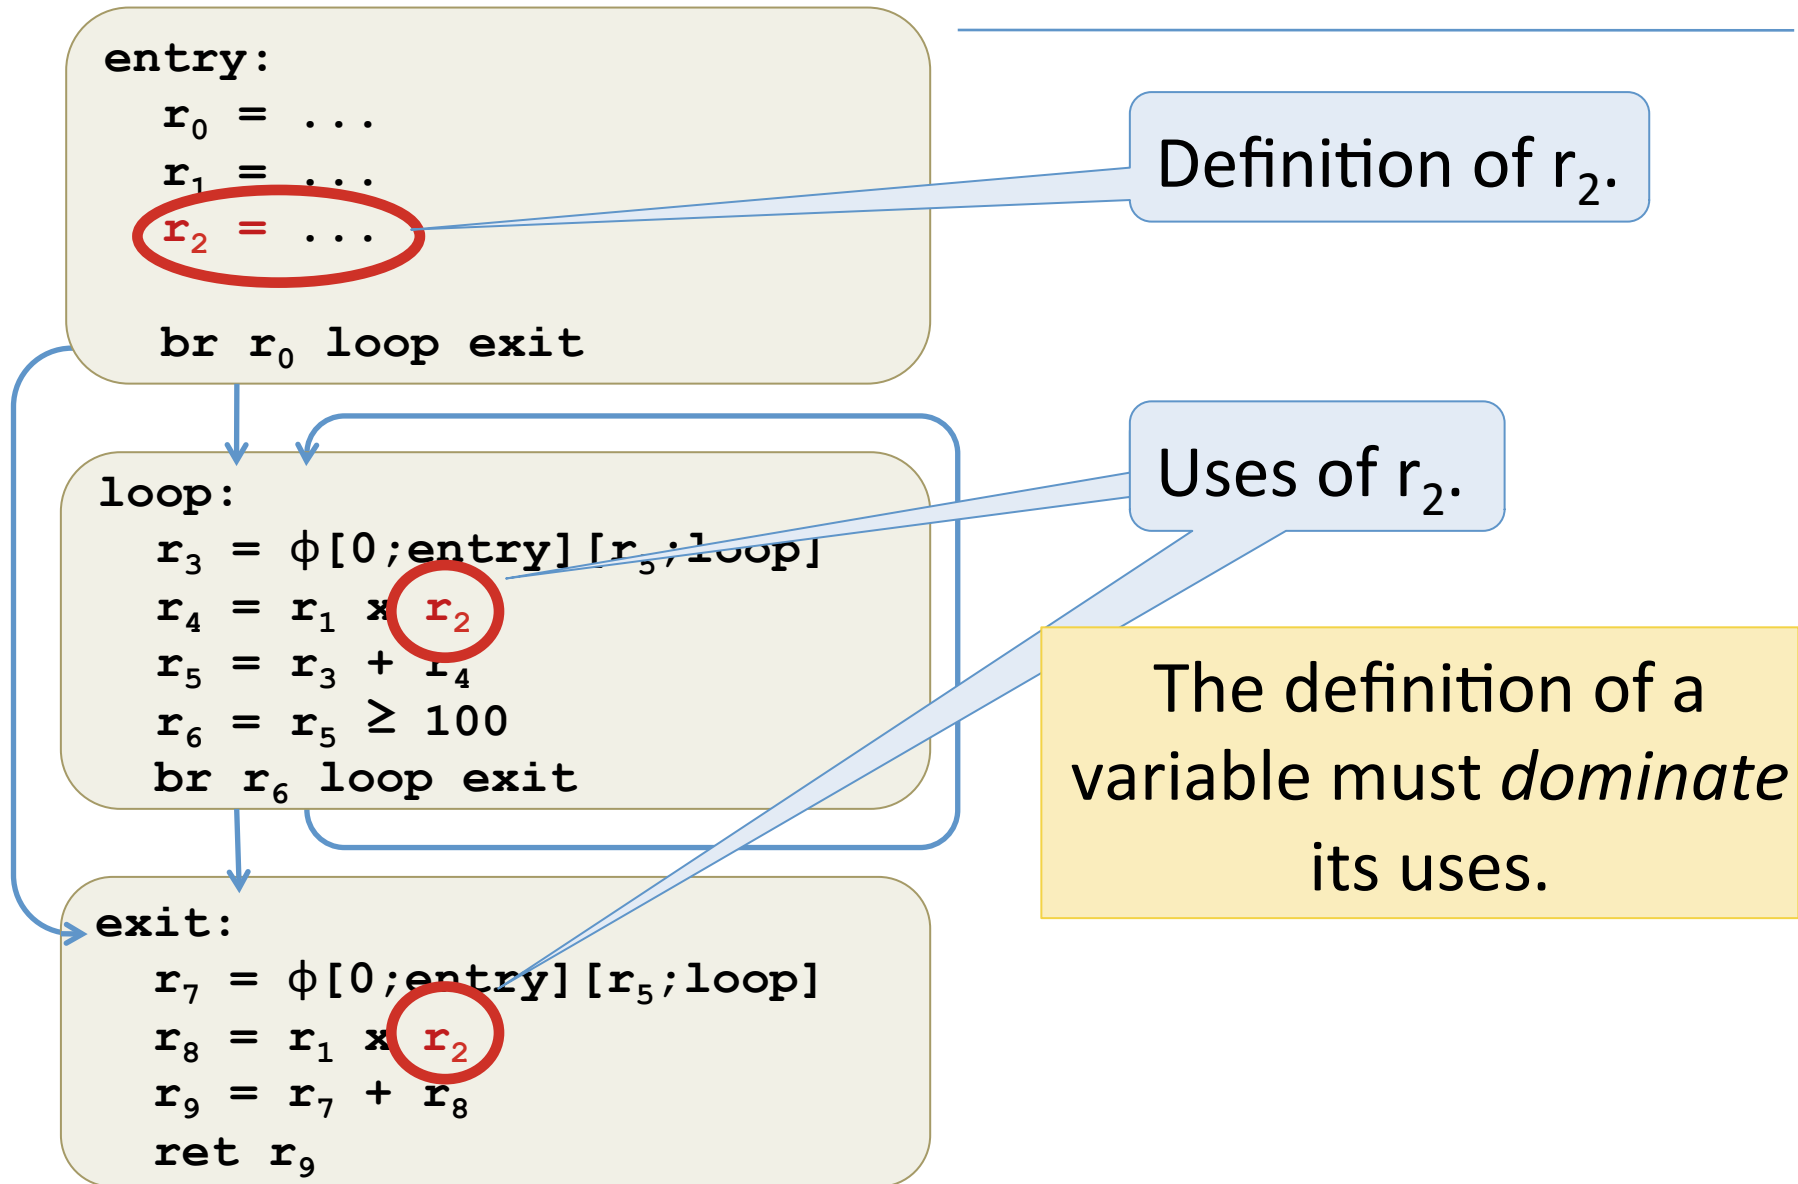 entry:
r₀ = ...
r₁ = ...
r₂ = ...
br r₀ loop exit
loop:
r₃ = ϕ[0;entry][r₅;loop]
r₄ = r₁ x r₂
r₅ = r₃ + r₄
r₆ = r₅ ≥ 100
br r₆ loop exit
exit:
r₇ = ϕ[0;entry][r₅;loop]
r₈ = r₁ x r₂
r₉ = r₇ + r₈
ret r₉
Definition of r₂.
Uses of r₂.
The definition of a
variable must dominate
its uses.